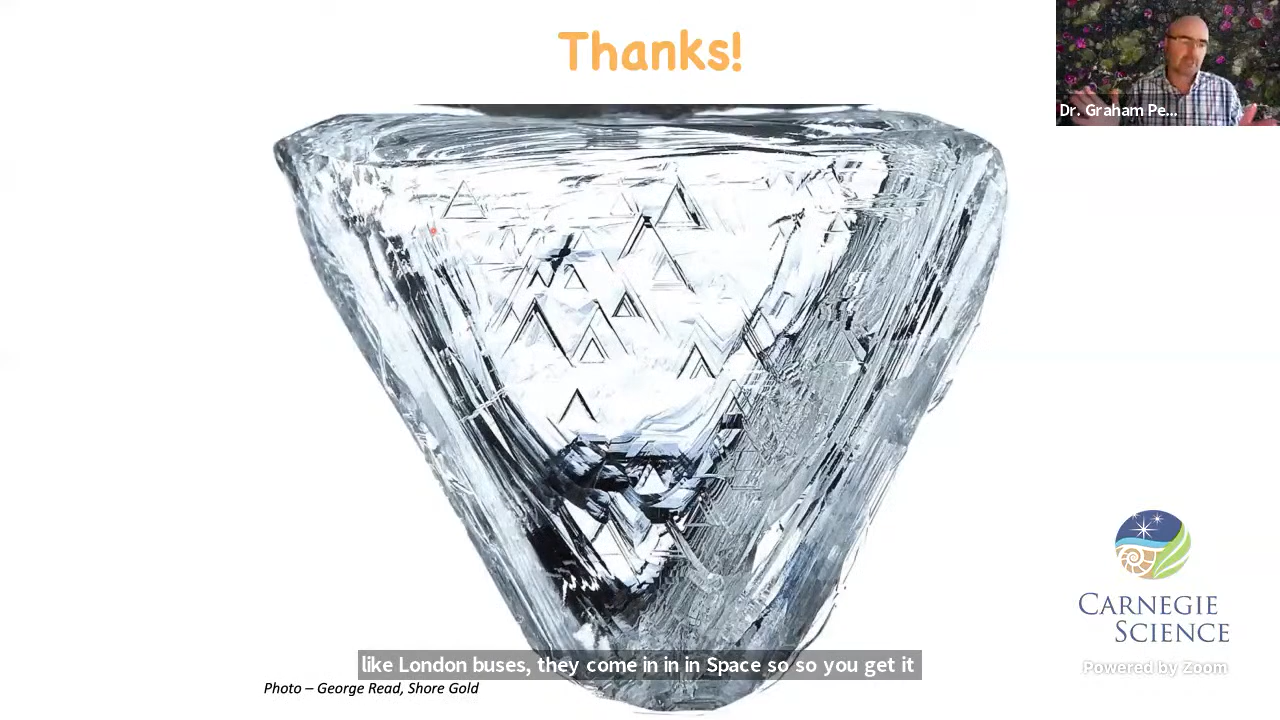 Thanks!
Dr. Graham Pe...
CARNEGIE
SCIENCE
like London buses, they come in in in Space so so you get it
Powered by Zoom
Photo – George Read, Shore Gold